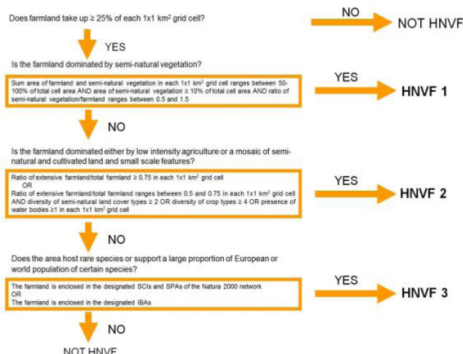 Does farmland take up ≥ 25% of each 1x1 km² grid cell?
NO
NOT HNVF
YES
Is the farmland dominated by semi-natural vegetation?
Sum area of farmland and semi-natural vegetation in each 1x1 km² grid cell ranges between 50-
100% of total cell area AND area of semi-natural vegetation ≥ 10% of total cell area AND ratio of
semi-natural vegetation/farmland ranges between 0.5 and 1.5
YES
HNVF 1
NO
Is the farmland dominated either by low intensity agriculture or a mosaic of semi-
natural and cultivated land and small scale features?
Ratio of extensive farmland/total farmland ≥ 0.75 in each 1x1 km² grid cell
OR
Ratio of extensive farmland/total farmland ranges between 0.5 and 0.75 in each 1x1 km² grid cell
AND diversity of semi-natural land cover types ≥ 2 OR diversity of crop types ≥ 4 OR presence of
water bodies ≥1 in each 1x1 km² grid cell
YES
HNVF 2
NO
Does the area host rare species or support a large proportion of European or
world population of certain species?
The farmland is enclosed in the designated SCIs and SPAs of the Natura 2000 network
OR
The farmland is enclosed in the designated IBAs
YES
HNVF 3
NO
NOT HNVF